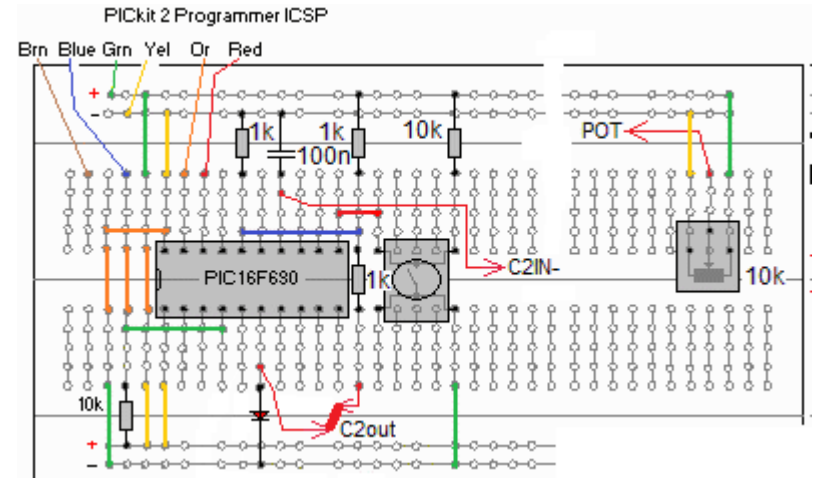 PICkit 2 Programmer ICSP
Brn Blue Grn Yel Or Red
+
−
1k 1k 10k
100n
POT
C2IN-
PIC16F690
1k
10k
10k
C2out
+
−